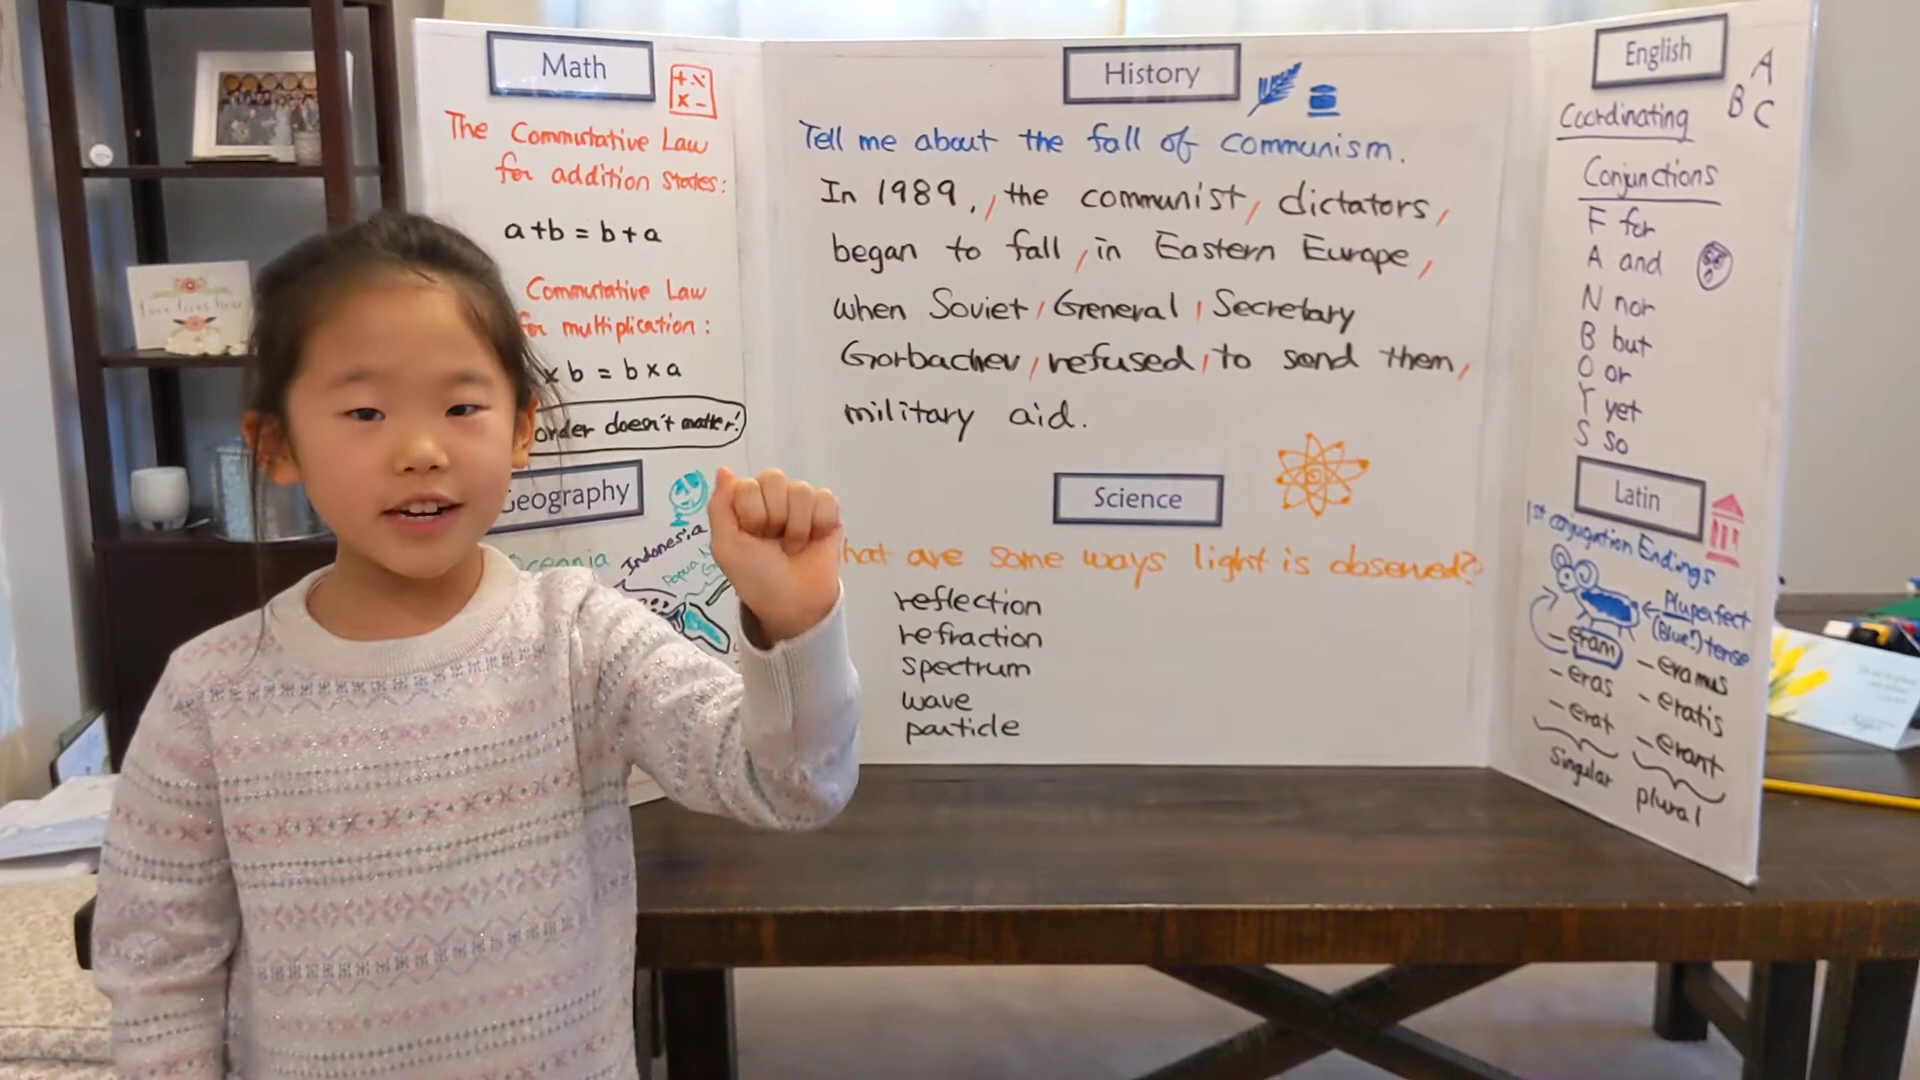 Math
The Commutative Law
for addition states:
a+b = b+a
Commutative Law
for multiplication:
x b = b x a
order doesn't matter!
Geography
Oceania
Indonesia
Papua
History
Tell me about the fall of communism.
In 1989, / the communist / dictators, /
began to fall / in Eastern Europe, /
when Soviet / General / Secretary
Gorbachev / refused / to send them, /
military aid.
Science
hat are some ways light is observed?
reflection
refraction
spectrum
wave
particle
English
A
B C
Coordinating
Conjunctions
F for
A and
N nor
B but
O or
Y yet
S so
Latin
1st conjugation Endings
Pluperfect
(Blue!) tense
-eram -eramus
-eras -eratis
-erat -erant
singular plural